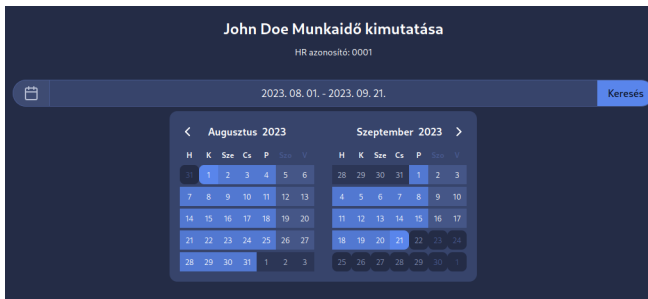 John Doe Munkaidő kimutatása
HR azonosító: 0001
2023. 08. 01. - 2023. 09. 21.
Keresés
Augusztus 2023
H K Sze Cs P Szo V
31 1 2 3 4 5 6
7 8 9 10 11 12 13
14 15 16 17 18 19 20
21 22 23 24 25 26 27
28 29 30 31 1 2 3
Szeptember 2023
H K Sze Cs P Szo V
28 29 30 31 1 2 3
4 5 6 7 8 9 10
11 12 13 14 15 16 17
18 19 20 21 22 23 24
25 26 27 28 29 30 1